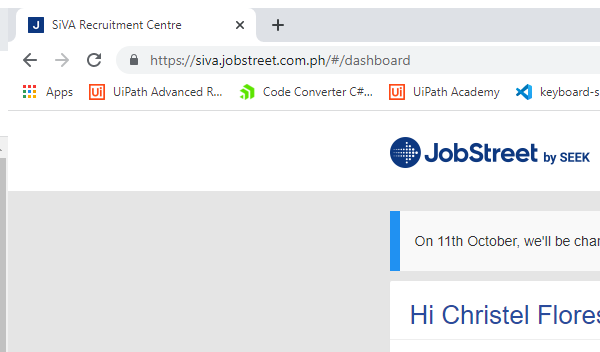 J SiVA Recruitment Centre
https://siva.jobstreet.com.ph/#/dashboard
Apps Ui UiPath Advanced R... Code Converter C#... Ui UiPath Academy keyboard-s
JobStreet by SEEK
On 11th October, we'll be cha
Hi Christel Flores